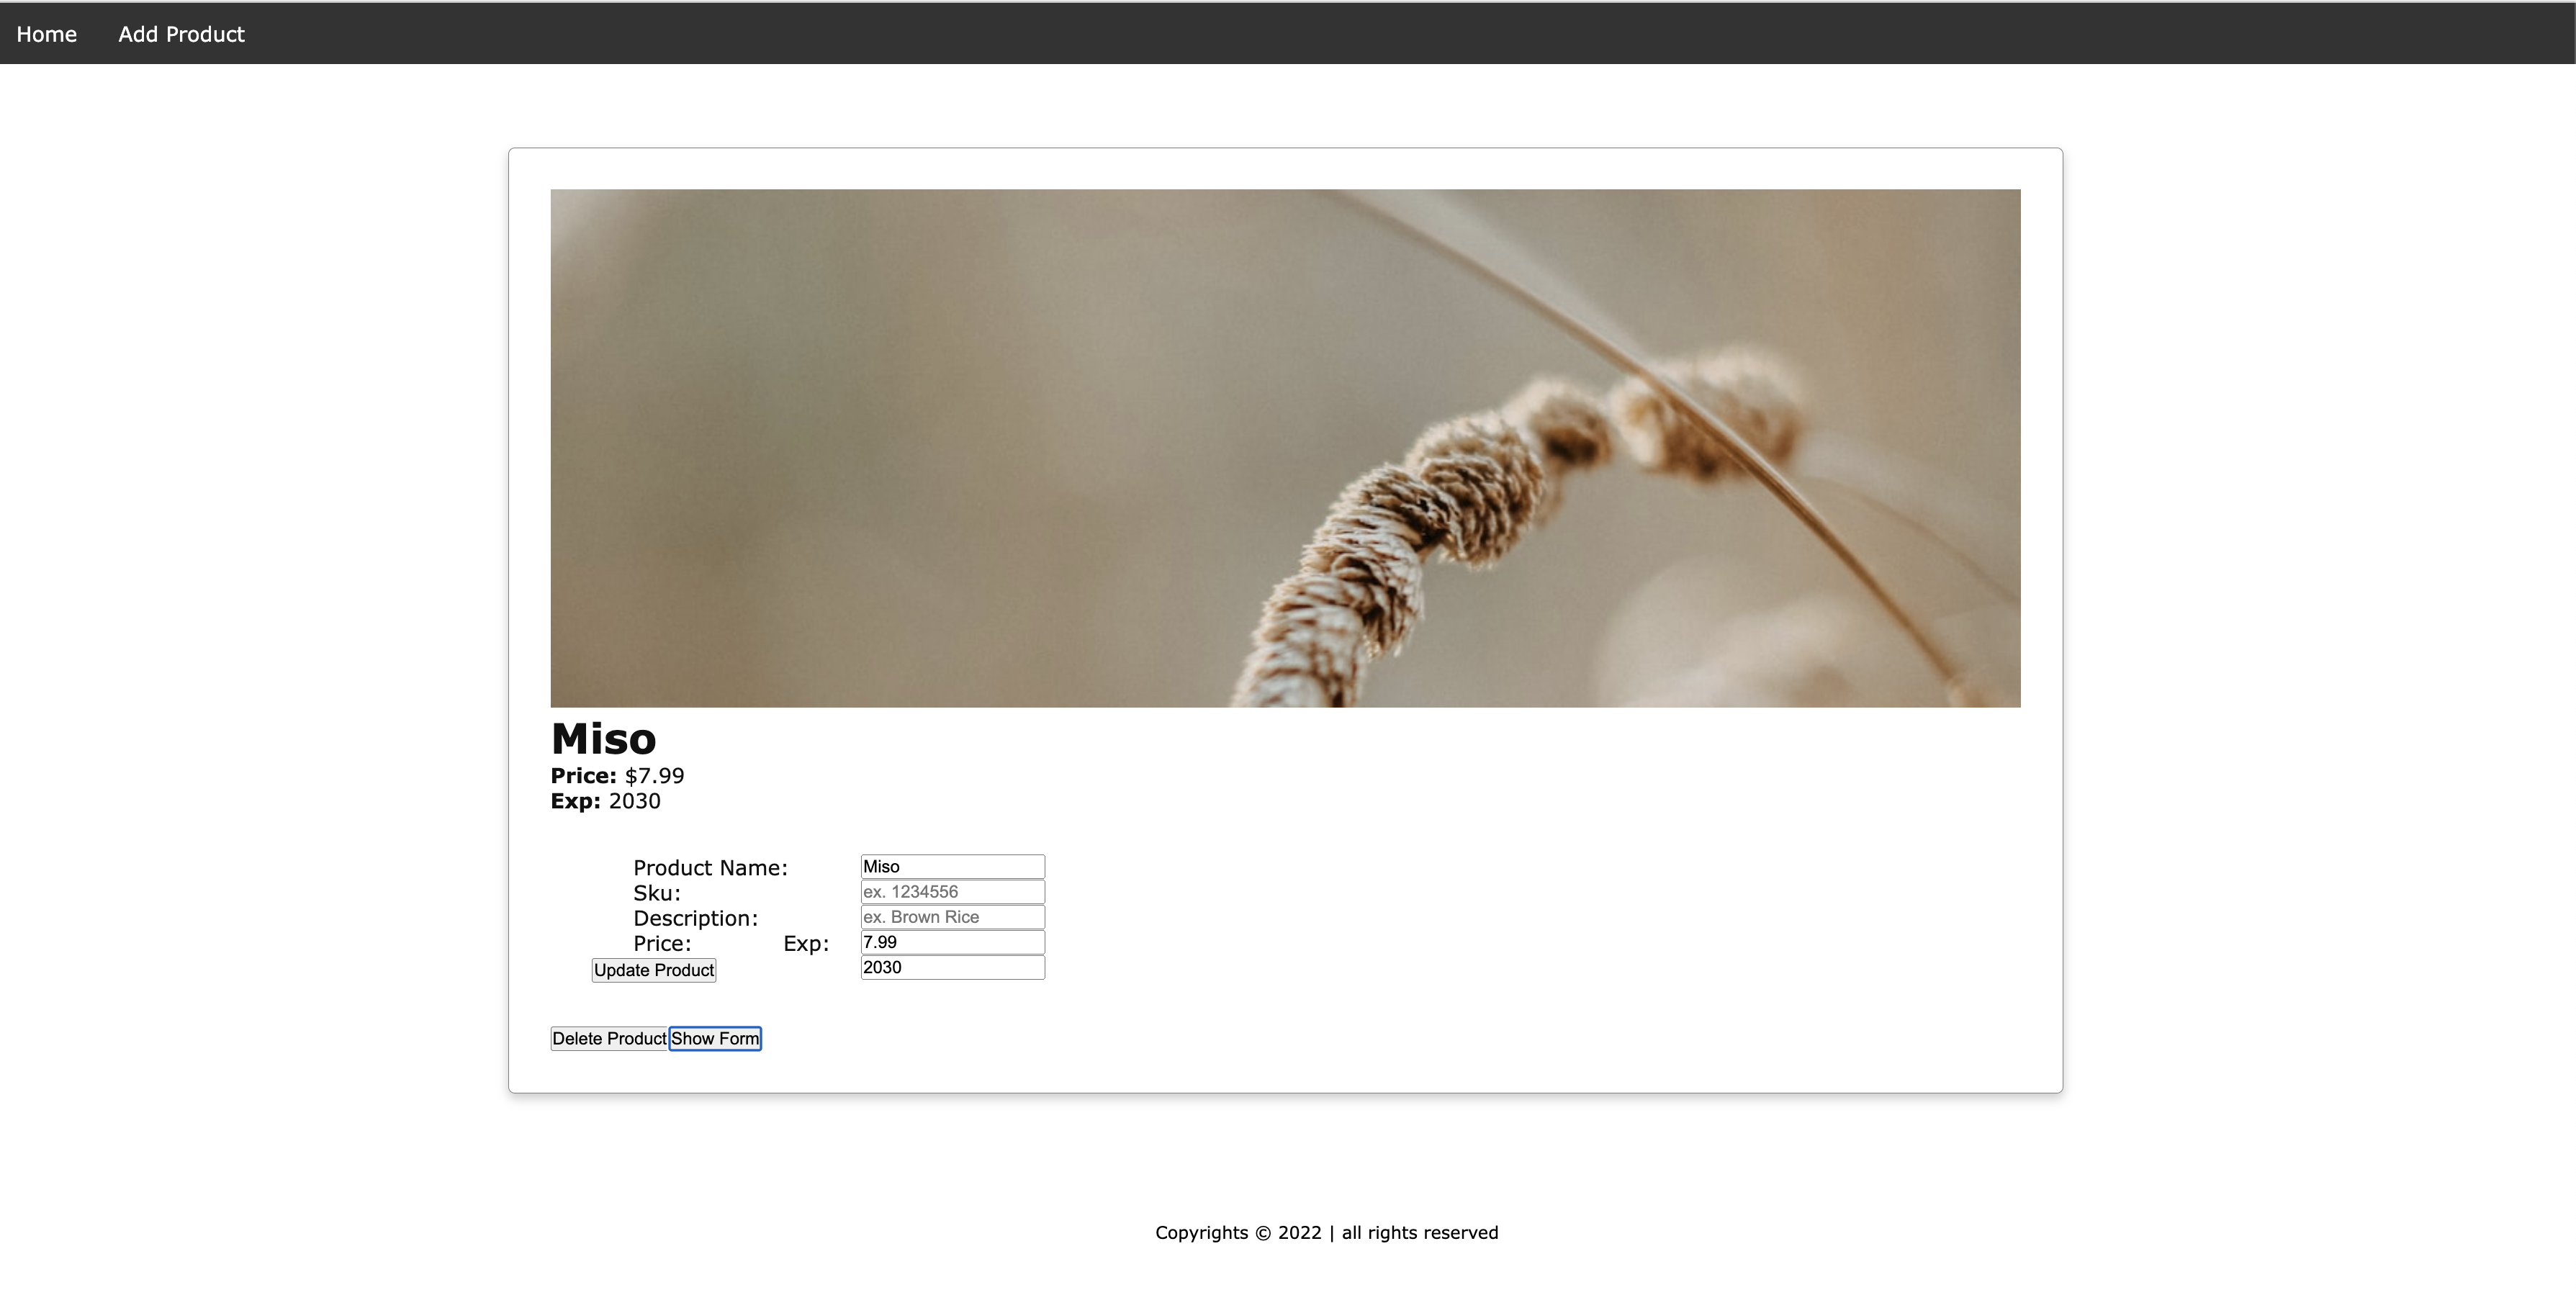 Home Add Product
Miso
Price: $7.99
Exp: 2030
Product Name: Miso
Sku: ex. 1234556
Description: ex. Brown Rice
Price: Exp: 7.99
2030
Update Product
Delete Product Show Form
Copyrights © 2022 | all rights reserved